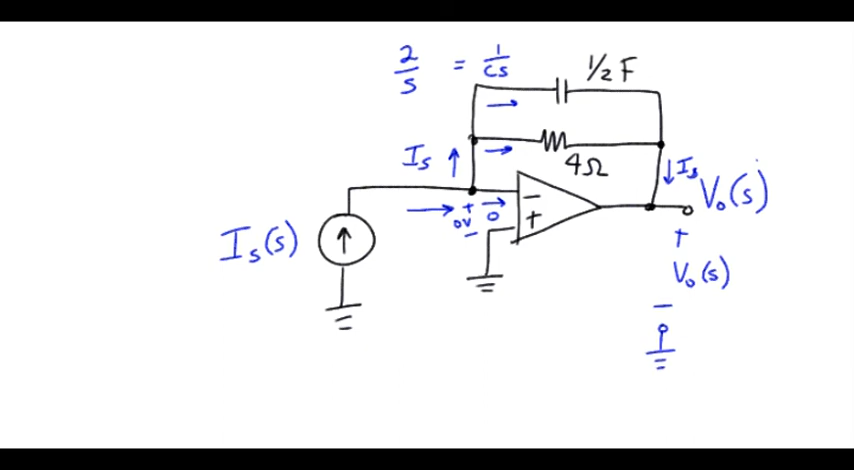 2/s = 1/cs
1/2 F
4Ω
Is
Is
Vo(s)
+
0V
−
0
−
+
Is(s)
+
Vo(s)
−